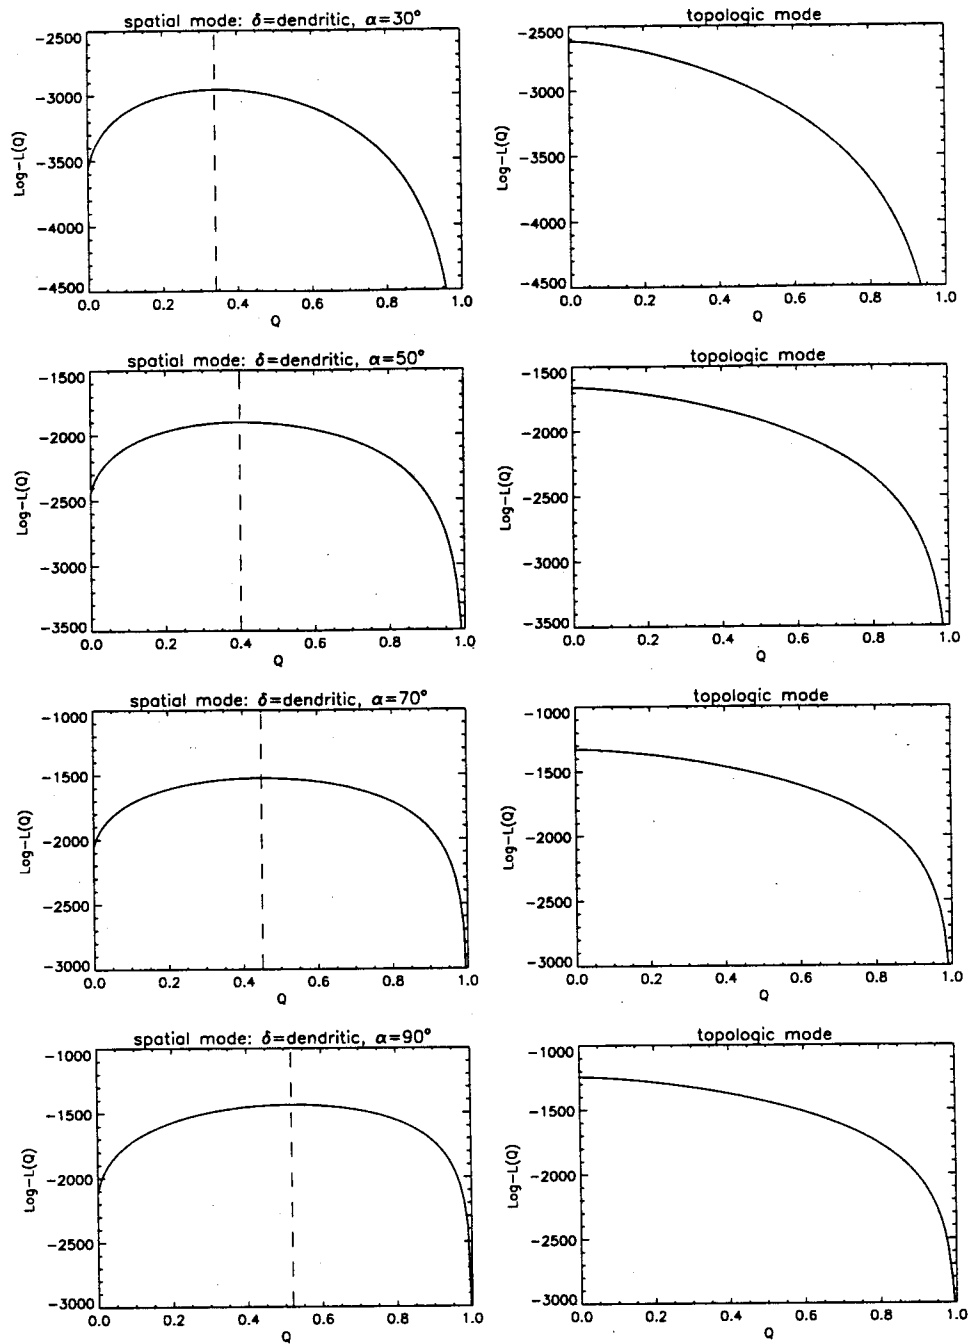 spatial mode: δ=dendritic, α=30°
Log-L(Q)
-2500
-3000
-3500
-4000
-4500
0.0 0.2 0.4 0.6 0.8 1.0
Q
topologic mode
Log-L(Q)
-2500
-3000
-3500
-4000
-4500
0.0 0.2 0.4 0.6 0.8 1.0
Q
spatial mode: δ=dendritic, α=50°
Log-L(Q)
-1500
-2000
-2500
-3000
-3500
0.0 0.2 0.4 0.6 0.8 1.0
Q
topologic mode
Log-L(Q)
-1500
-2000
-2500
-3000
-3500
0.0 0.2 0.4 0.6 0.8 1.0
Q
spatial mode: δ=dendritic, α=70°
Log-L(Q)
-1000
-1500
-2000
-2500
-3000
0.0 0.2 0.4 0.6 0.8 1.0
Q
topologic mode
Log-L(Q)
-1000
-1500
-2000
-2500
-3000
0.0 0.2 0.4 0.6 0.8 1.0
Q
spatial mode: δ=dendritic, α=90°
Log-L(Q)
-1000
-1500
-2000
-2500
-3000
0.0 0.2 0.4 0.6 0.8 1.0
Q
topologic mode
Log-L(Q)
-1000
-1500
-2000
-2500
-3000
0.0 0.2 0.4 0.6 0.8 1.0
Q